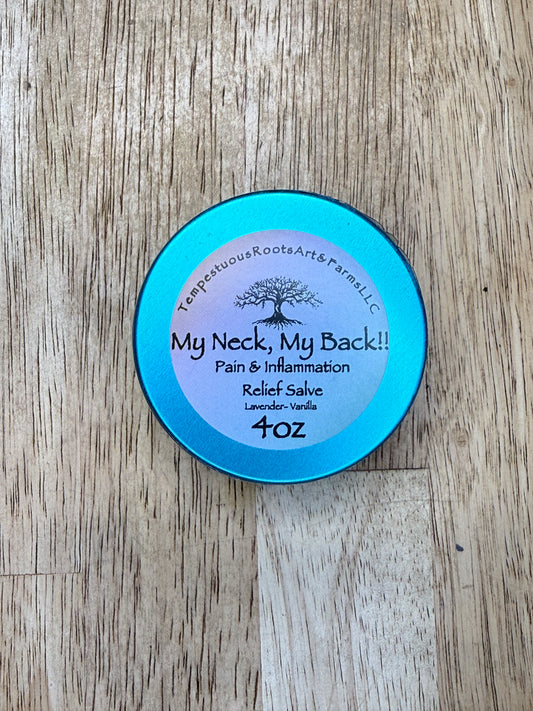 TempestuousRootsArt&FarmsLLC
My Neck, My Back!!
Pain & Inflammation
Relief Salve
Lavender- Vanilla
4oz